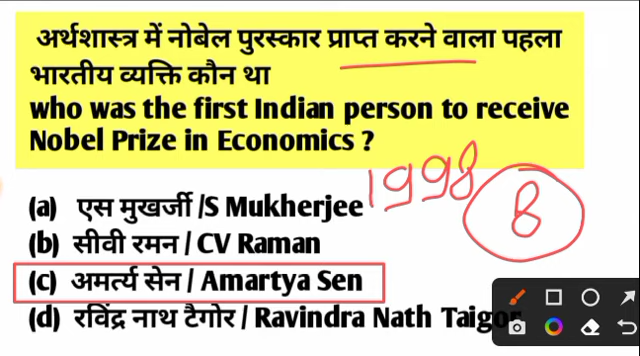 अर्थशास्त्र में नोबेल पुरस्कार प्राप्त करने वाला पहला
भारतीय व्यक्ति कौन था
who was the first Indian person to receive
Nobel Prize in Economics ?
1998
8
(a) एस मुखर्जी /S Mukherjee
(b) सीवी रमन / CV Raman
(c) अमर्त्य सेन / Amartya Sen
(d) रविंद्र नाथ टैगोर / Ravindra Nath Taigor